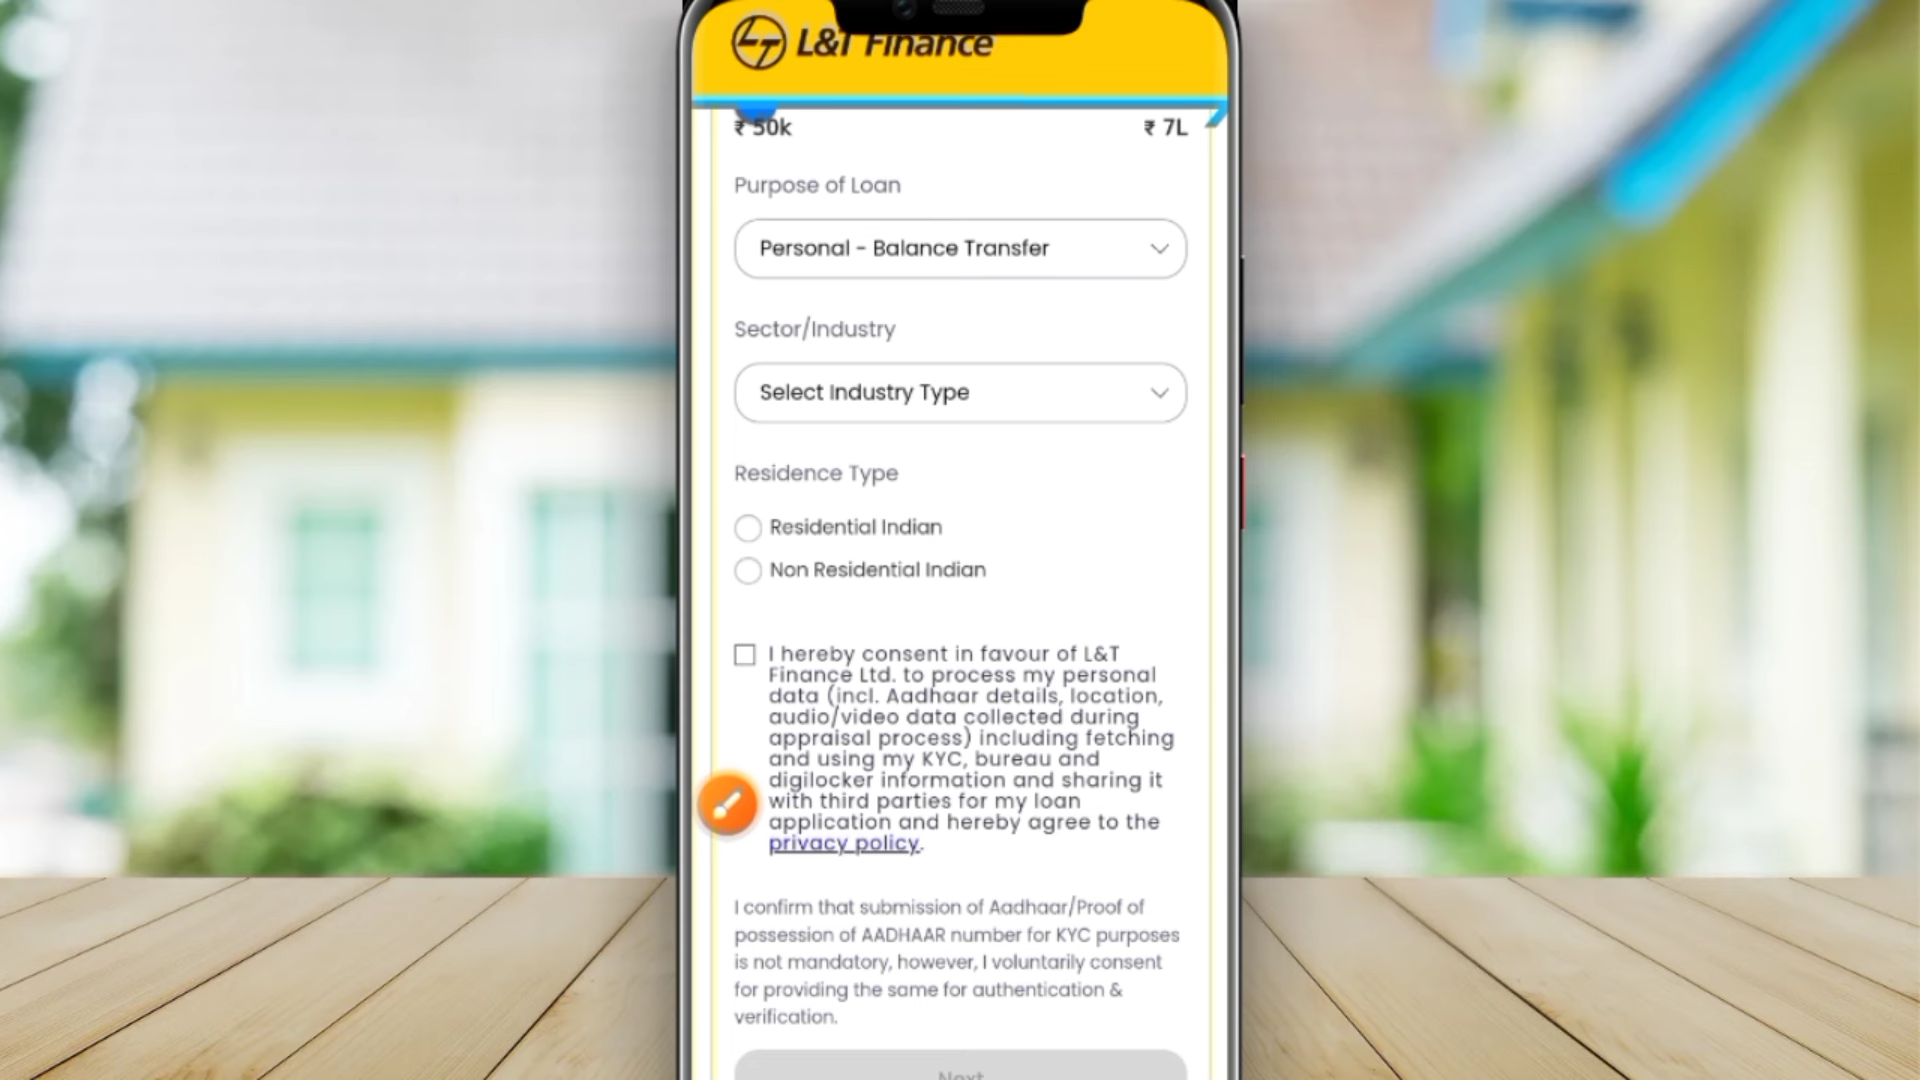 L&T Finance
₹ 50k ₹ 7L
Purpose of Loan
Personal - Balance Transfer
Sector/Industry
Select Industry Type
Residence Type
Residential Indian
Non Residential Indian
I hereby consent in favour of L&T
Finance Ltd. to process my personal
data (incl. Aadhaar details, location,
audio/video data collected during
appraisal process) including fetching
and using my KYC, bureau and
digilocker information and sharing it
with third parties for my loan
application and hereby agree to the
privacy policy.
I confirm that submission of Aadhaar/Proof of
possession of AADHAAR number for KYC purposes
is not mandatory, however, I voluntarily consent
for providing the same for authentication &
verification.
Next